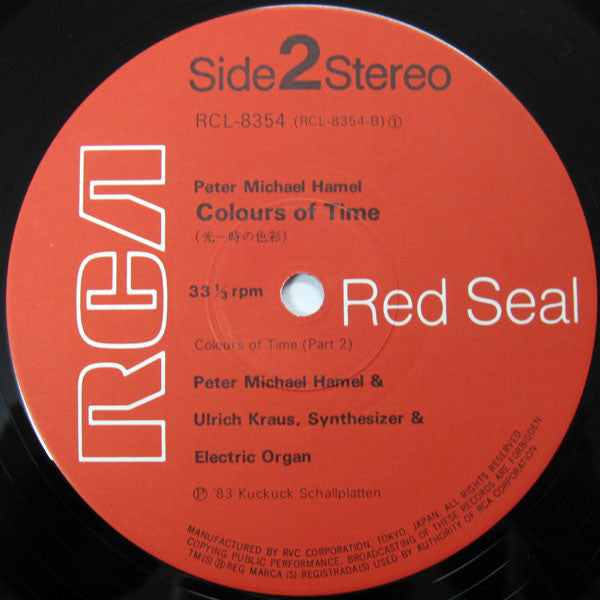 Side 2 Stereo
RCL-8354 (RCL-8354-B) ①
Peter Michael Hamel
Colours of Time
(光—時の色彩)
33 ⅓ rpm
RCA
Red Seal
Colours of Time (Part 2)
Peter Michael Hamel &
Ulrich Kraus, Synthesizer &
Electric Organ
Ⓟ '83 Kuckuck Schallplatten
MANUFACTURED BY RVC CORPORATION, TOKYO, JAPAN, ALL RIGHTS RESERVED.
COPYING PUBLIC PERFORMANCE, BROADCASTING OF THESE RECORDS ARE FORBIDDEN
TM(S) Ⓡ REG MARCA (S) REGISTRADA(S) USED BY AUTHORITY OF RCA CORPORATION